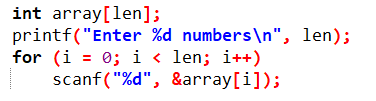 int array[len];
printf("Enter %d numbers\n", len);
for (i = 0; i < len; i++)
    scanf("%d", &array[i]);